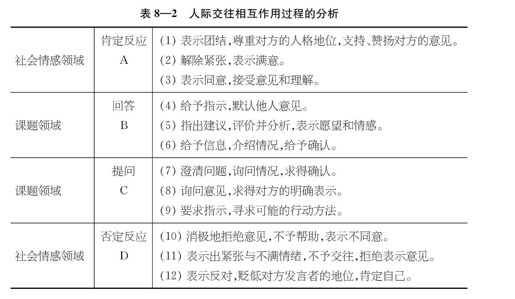 表 8—2 人际交往相互作用过程的分析
社会情感领域
肯定反应
A
(1) 表示团结,尊重对方的人格地位,支持、赞扬对方的意见。
(2) 解除紧张,表示满意。
(3) 表示同意,接受意见和理解。
课题领域
回答
B
(4) 给予指示,默认他人意见。
(5) 指出建议,评价并分析,表示愿望和情感。
(6) 给予信息,介绍情况,给予确认。
课题领域
提问
C
(7) 澄清问题,询问情况,求得确认。
(8) 询问意见,求得对方的明确表示。
(9) 要求指示,寻求可能的行动方法。
社会情感领域
否定反应
D
(10) 消极地拒绝意见,不予帮助,表示不同意。
(11) 表示出紧张与不满情绪,不予交往,拒绝表示意见。
(12) 表示反对,贬低对方发言者的地位,肯定自己。